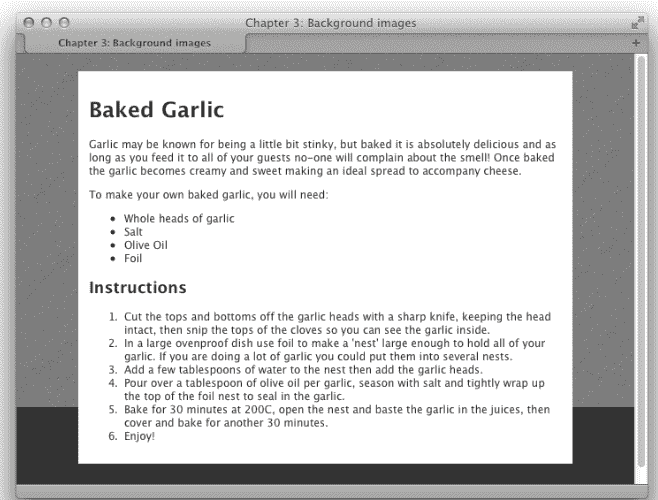 Chapter 3: Background images
Chapter 3: Background images
Baked Garlic
Garlic may be known for being a little bit stinky, but baked it is absolutely delicious and as
long as you feed it to all of your guests no-one will complain about the smell! Once baked
the garlic becomes creamy and sweet making an ideal spread to accompany cheese.
To make your own baked garlic, you will need:
• Whole heads of garlic
• Salt
• Olive Oil
• Foil
Instructions
1. Cut the tops and bottoms off the garlic heads with a sharp knife, keeping the head
intact, then snip the tops of the cloves so you can see the garlic inside.
2. In a large ovenproof dish use foil to make a 'nest' large enough to hold all of your
garlic. If you are doing a lot of garlic you could put them into several nests.
3. Add a few tablespoons of water to the nest then add the garlic heads.
4. Pour over a tablespoon of olive oil per garlic, season with salt and tightly wrap up
the top of the foil nest to seal in the garlic.
5. Bake for 30 minutes at 200C, open the nest and baste the garlic in the juices, then
cover and bake for another 30 minutes.
6. Enjoy!